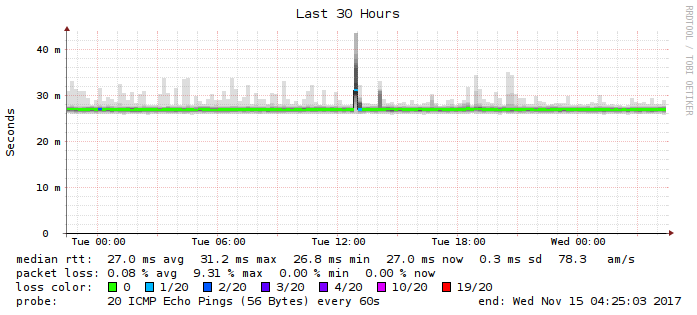 Last 30 Hours
RRDTOOL / TOBI OETIKER
Seconds
40 m
30 m
20 m
10 m
0
Tue 00:00 Tue 06:00 Tue 12:00 Tue 18:00 Wed 00:00
median rtt: 27.0 ms avg 31.2 ms max 26.8 ms min 27.0 ms now 0.3 ms sd 78.3 am/s
packet loss: 0.08 % avg 9.31 % max 0.00 % min 0.00 % now
loss color: 0 1/20 2/20 3/20 4/20 10/20 19/20
probe: 20 ICMP Echo Pings (56 Bytes) every 60s end: Wed Nov 15 04:25:03 2017